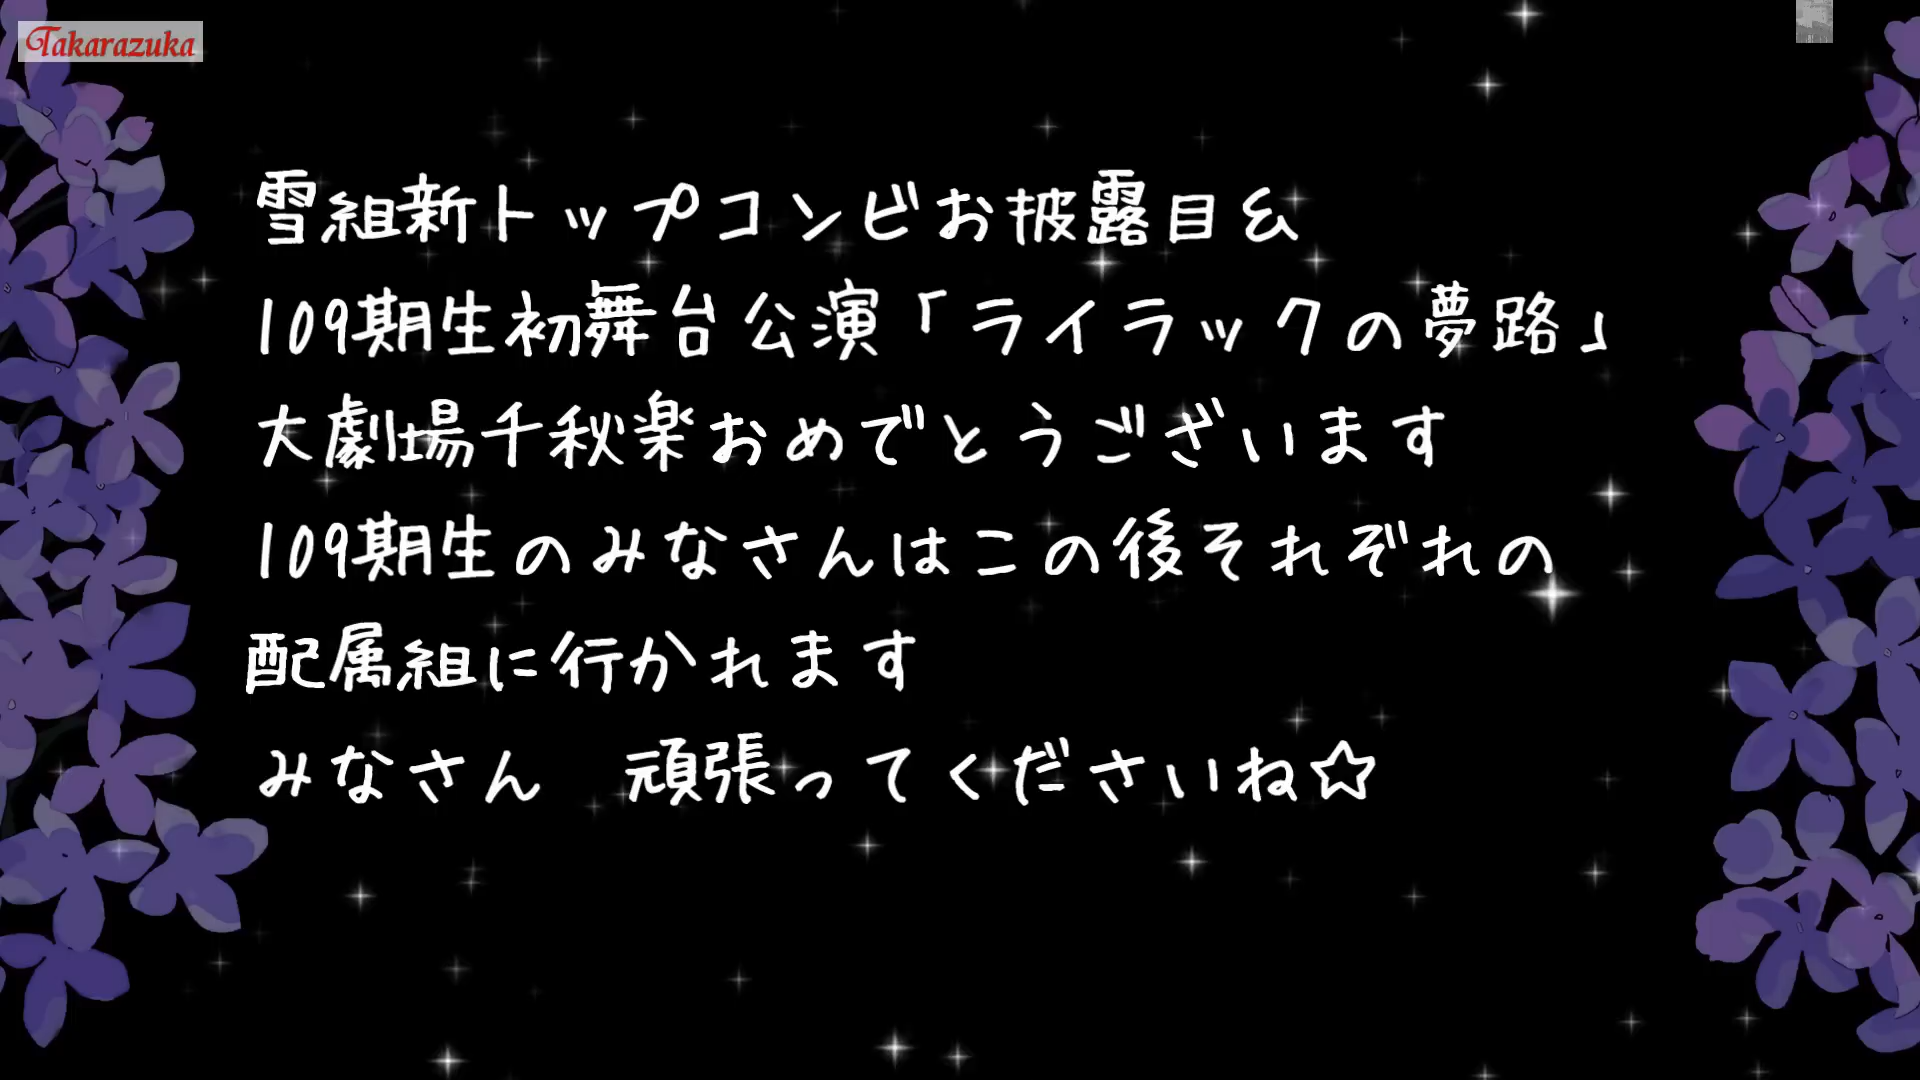 Takarazuka
雪組新トップコンビお披露目&
109期生初舞台公演「ライラックの夢路」
大劇場千秋楽おめでとうございます
109期生のみなさんはこの後それぞれの
配属組に行かれます
みなさん　頑張ってくださいね☆